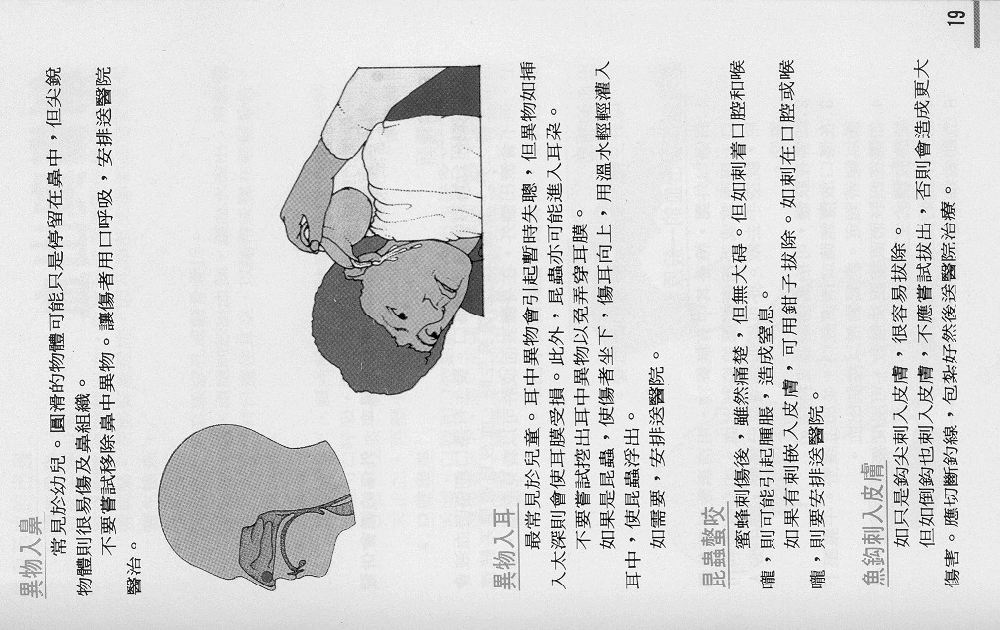 異物入鼻
常見於幼兒。圓滑的物體可能只是停留在鼻中，但尖銳
物體則很易傷及鼻組織。
不要嘗試移除鼻中異物。讓傷者用口呼吸，安排送醫院
醫治。
異物入耳
最常見於兒童。耳中異物會引起暫時失聰，但異物如揷
入太深則會使耳膜受損。此外，昆蟲亦可能進入耳朶。
不要嘗試挖出耳中異物以免弄穿耳膜。
如果是昆蟲，使傷者坐下，傷耳向上，用溫水輕輕灌入
耳中，使昆蟲浮出。
如需要，安排送醫院。
昆蟲螫咬
蜜蜂刺傷後，雖然痛楚，但無大碍。但如刺着口腔和喉
嚨，則可能引起腫脹，造成窒息。
如果有刺嵌入皮膚，可用鉗子拔除。如刺在口腔或喉
嚨，則要安排送醫院。
魚鈎刺入皮膚
如只是鈎尖刺入皮膚，很容易拔除。
但如倒鈎也刺入皮膚，不應嘗試拔出，否則會造成更大
傷害。應切斷釣線，包紮好然後送醫院治療。
19